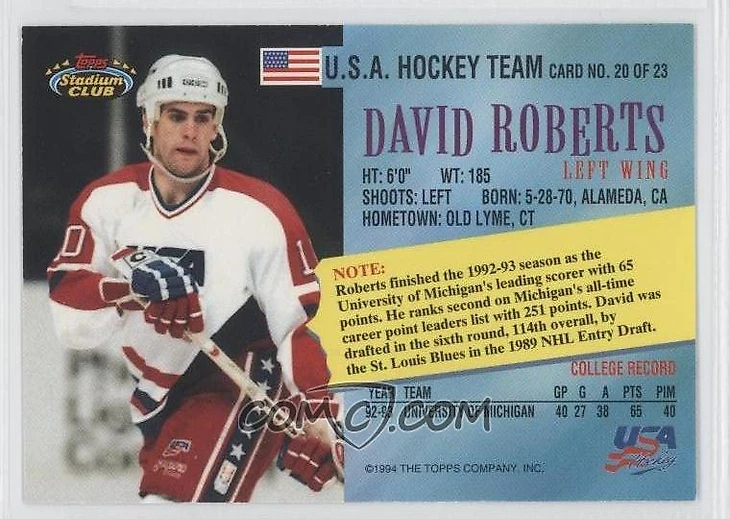 Topps
Stadium
CLUB
U.S.A. HOCKEY TEAM CARD NO. 20 OF 23
DAVID ROBERTS
LEFT WING
HT: 6'0" WT: 185
SHOOTS: LEFT BORN: 5-28-70, ALAMEDA, CA
HOMETOWN: OLD LYME, CT
NOTE:
Roberts finished the 1992-93 season as the
University of Michigan's leading scorer with 65
points. He ranks second on Michigan's all-time
career point leaders list with 251 points. David was
drafted in the sixth round, 114th overall, by
the St. Louis Blues in the 1989 NHL Entry Draft.
COLLEGE RECORD
YEAR TEAM GP G A PTS PIM
92-93 UNIVERSITY OF MICHIGAN 40 27 38 65 40
©1994 THE TOPPS COMPANY, INC.
USA
Hockey
USA
10
COMC.COM